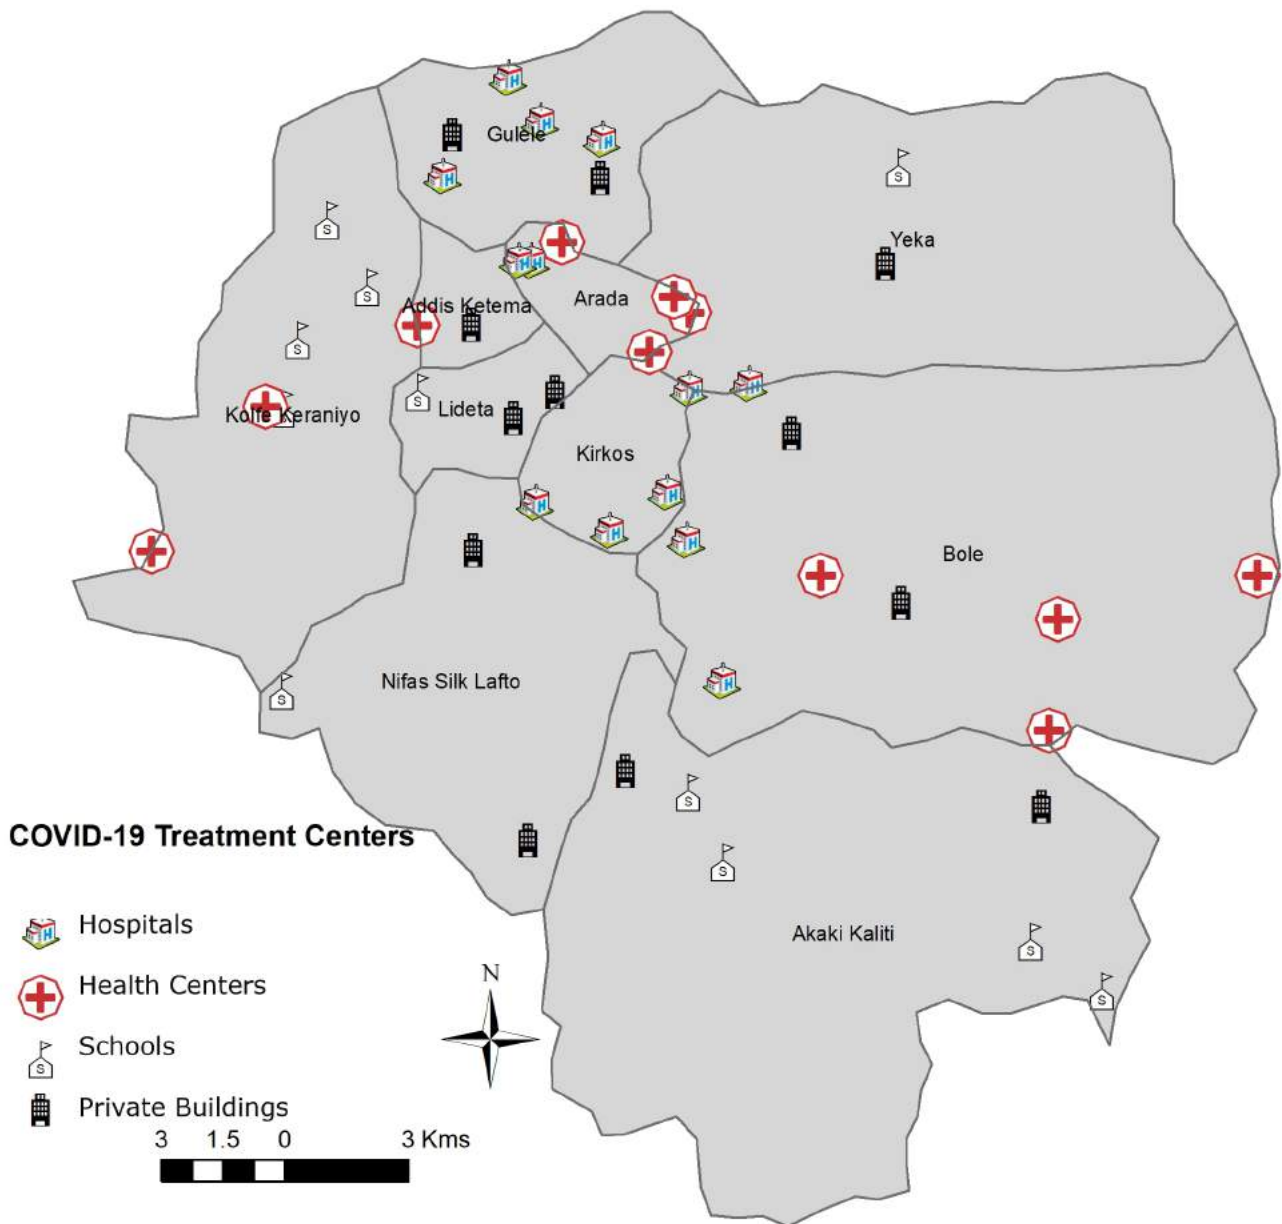 Gulele
Yeka
Addis Ketema
Arada
Kolfe Keraniyo
Lideta
Kirkos
Bole
Nifas Silk Lafto
Akaki Kaliti
COVID-19 Treatment Centers
Hospitals
Health Centers
Schools
Private Buildings
N
3 1.5 0 3 Kms
H
H
H
H
H
H
H
H
H
H
H
H
H
H
S
S
S
S
S
S
S
S
S
S
S